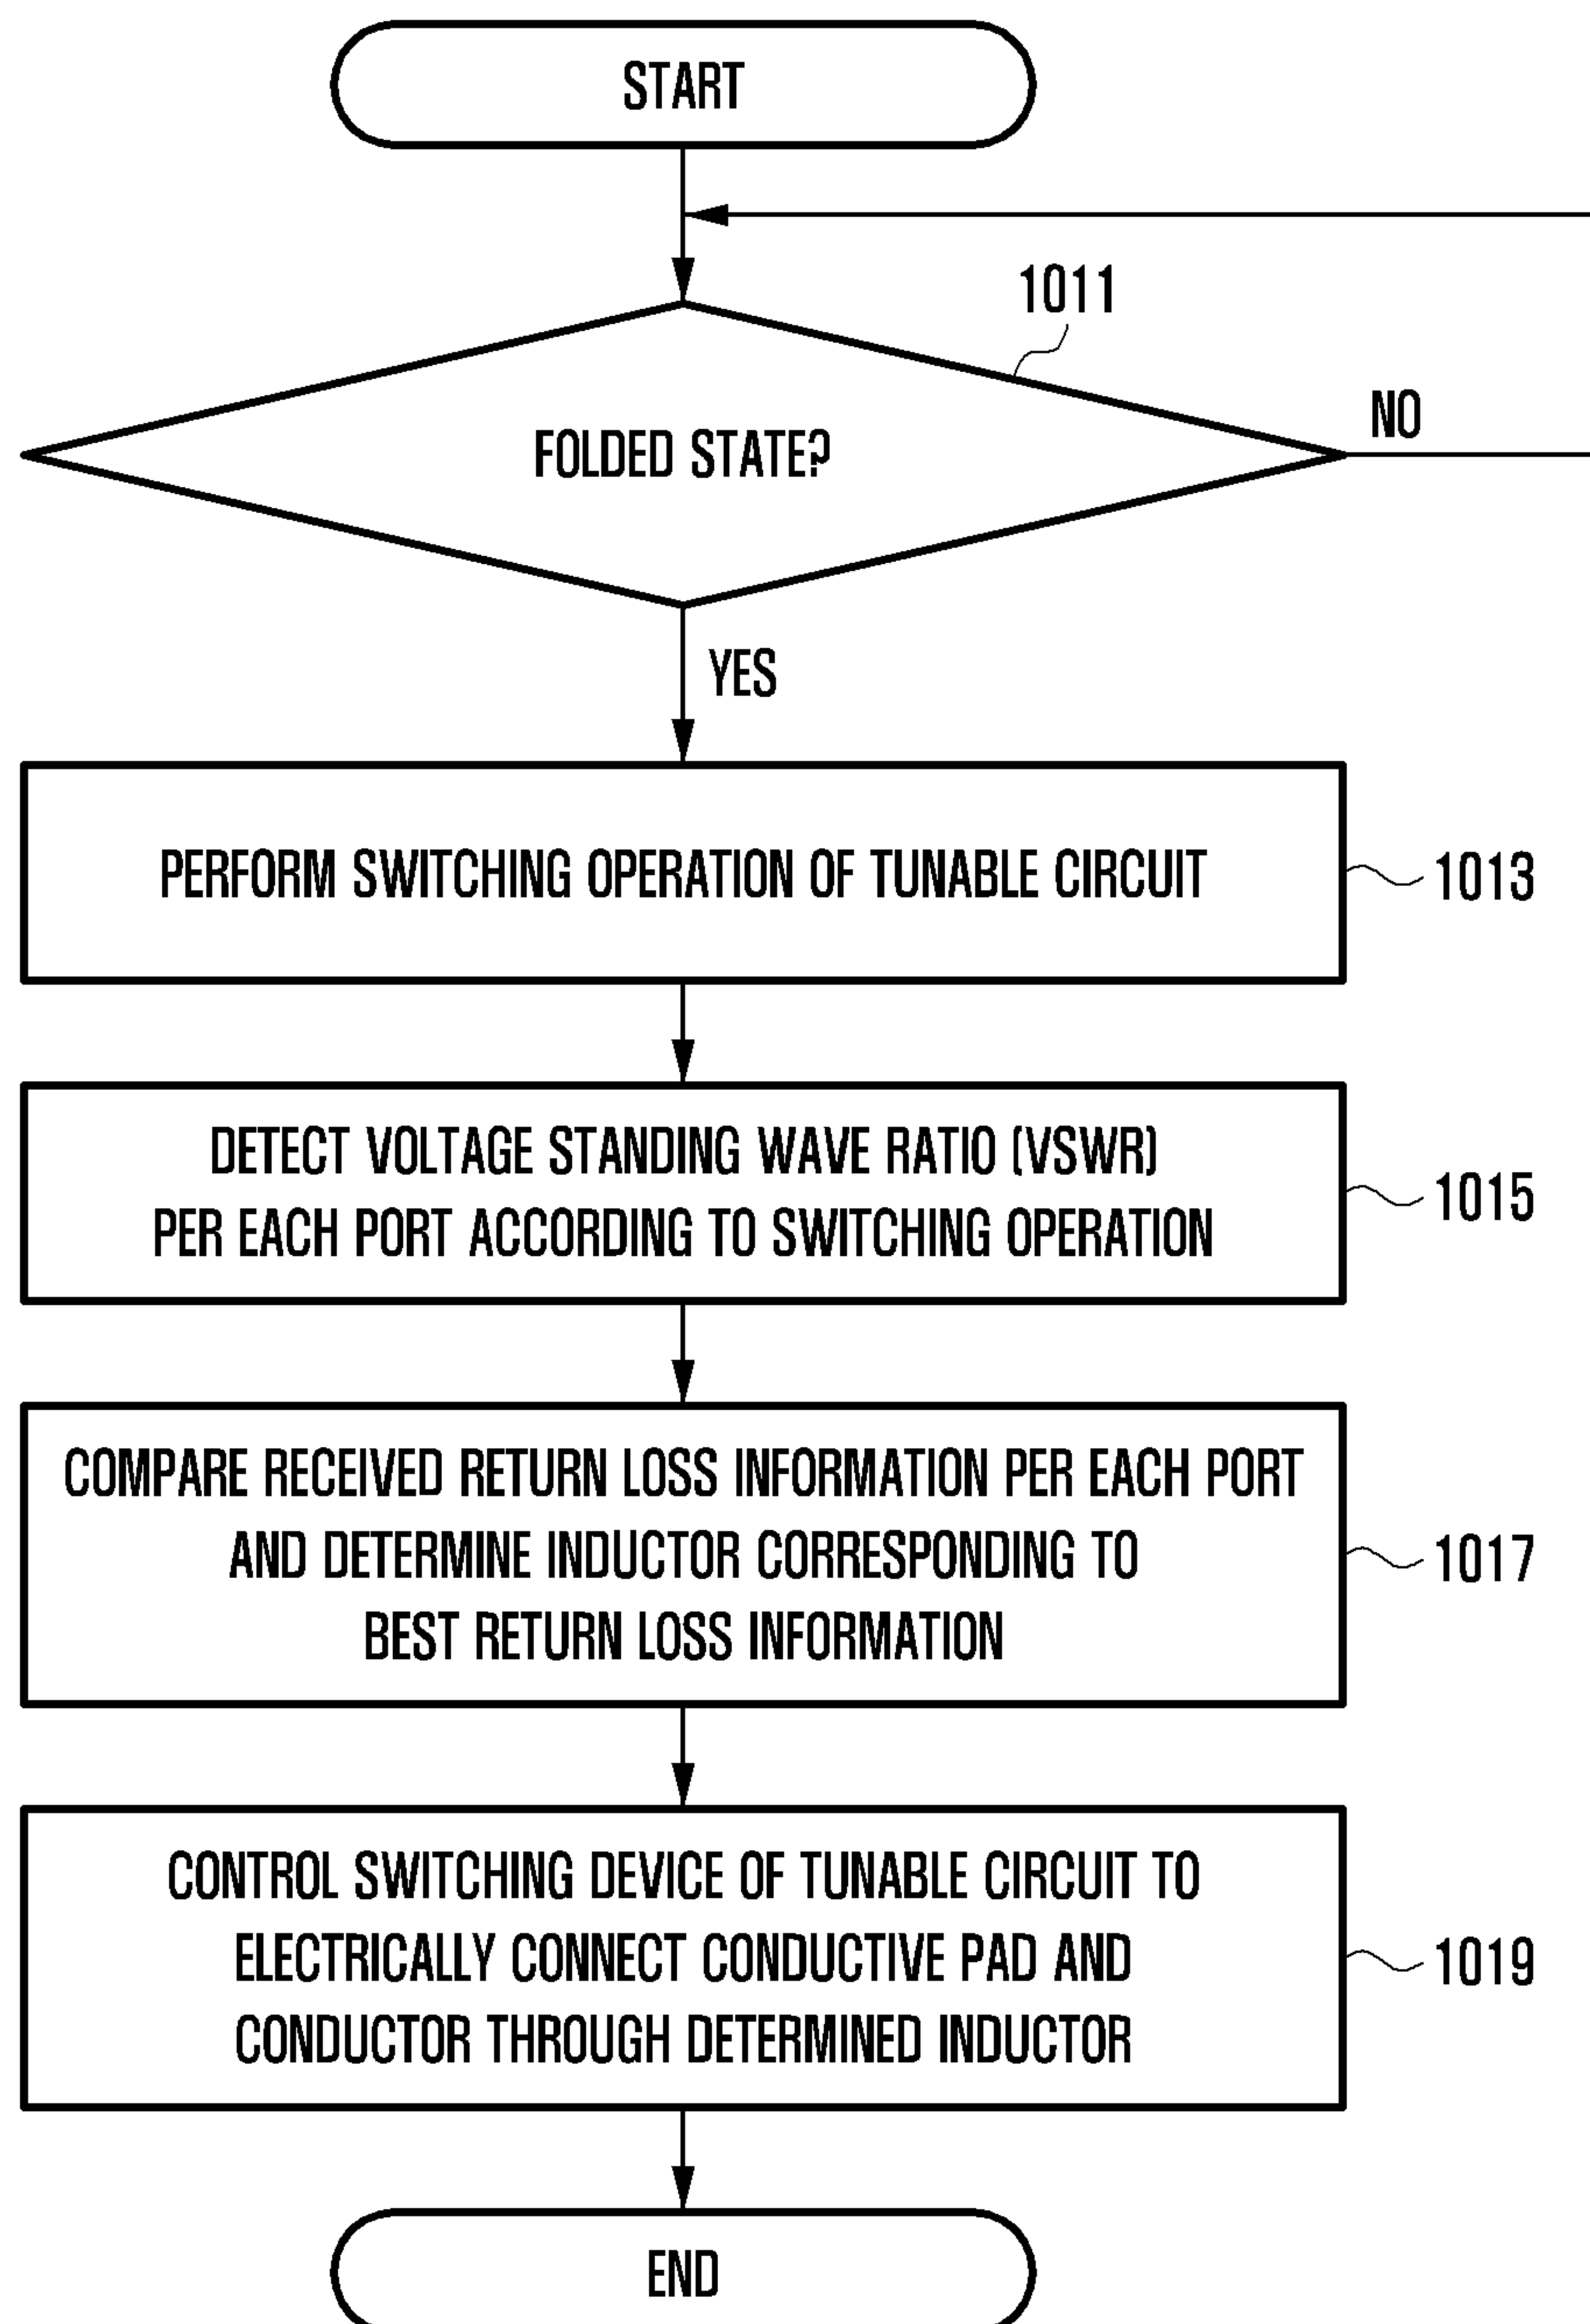 START
1011
NO
FOLDED STATE?
YES
PERFORM SWITCHING OPERATION OF TUNABLE CIRCUIT
1013
DETECT VOLTAGE STANDING WAVE RATIO (VSWR)
PER EACH PORT ACCORDING TO SWITCHING OPERATION
1015
COMPARE RECEIVED RETURN LOSS INFORMATION PER EACH PORT
AND DETERMINE INDUCTOR CORRESPONDING TO
BEST RETURN LOSS INFORMATION
1017
CONTROL SWITCHING DEVICE OF TUNABLE CIRCUIT TO
ELECTRICALLY CONNECT CONDUCTIVE PAD AND
CONDUCTOR THROUGH DETERMINED INDUCTOR
1019
END